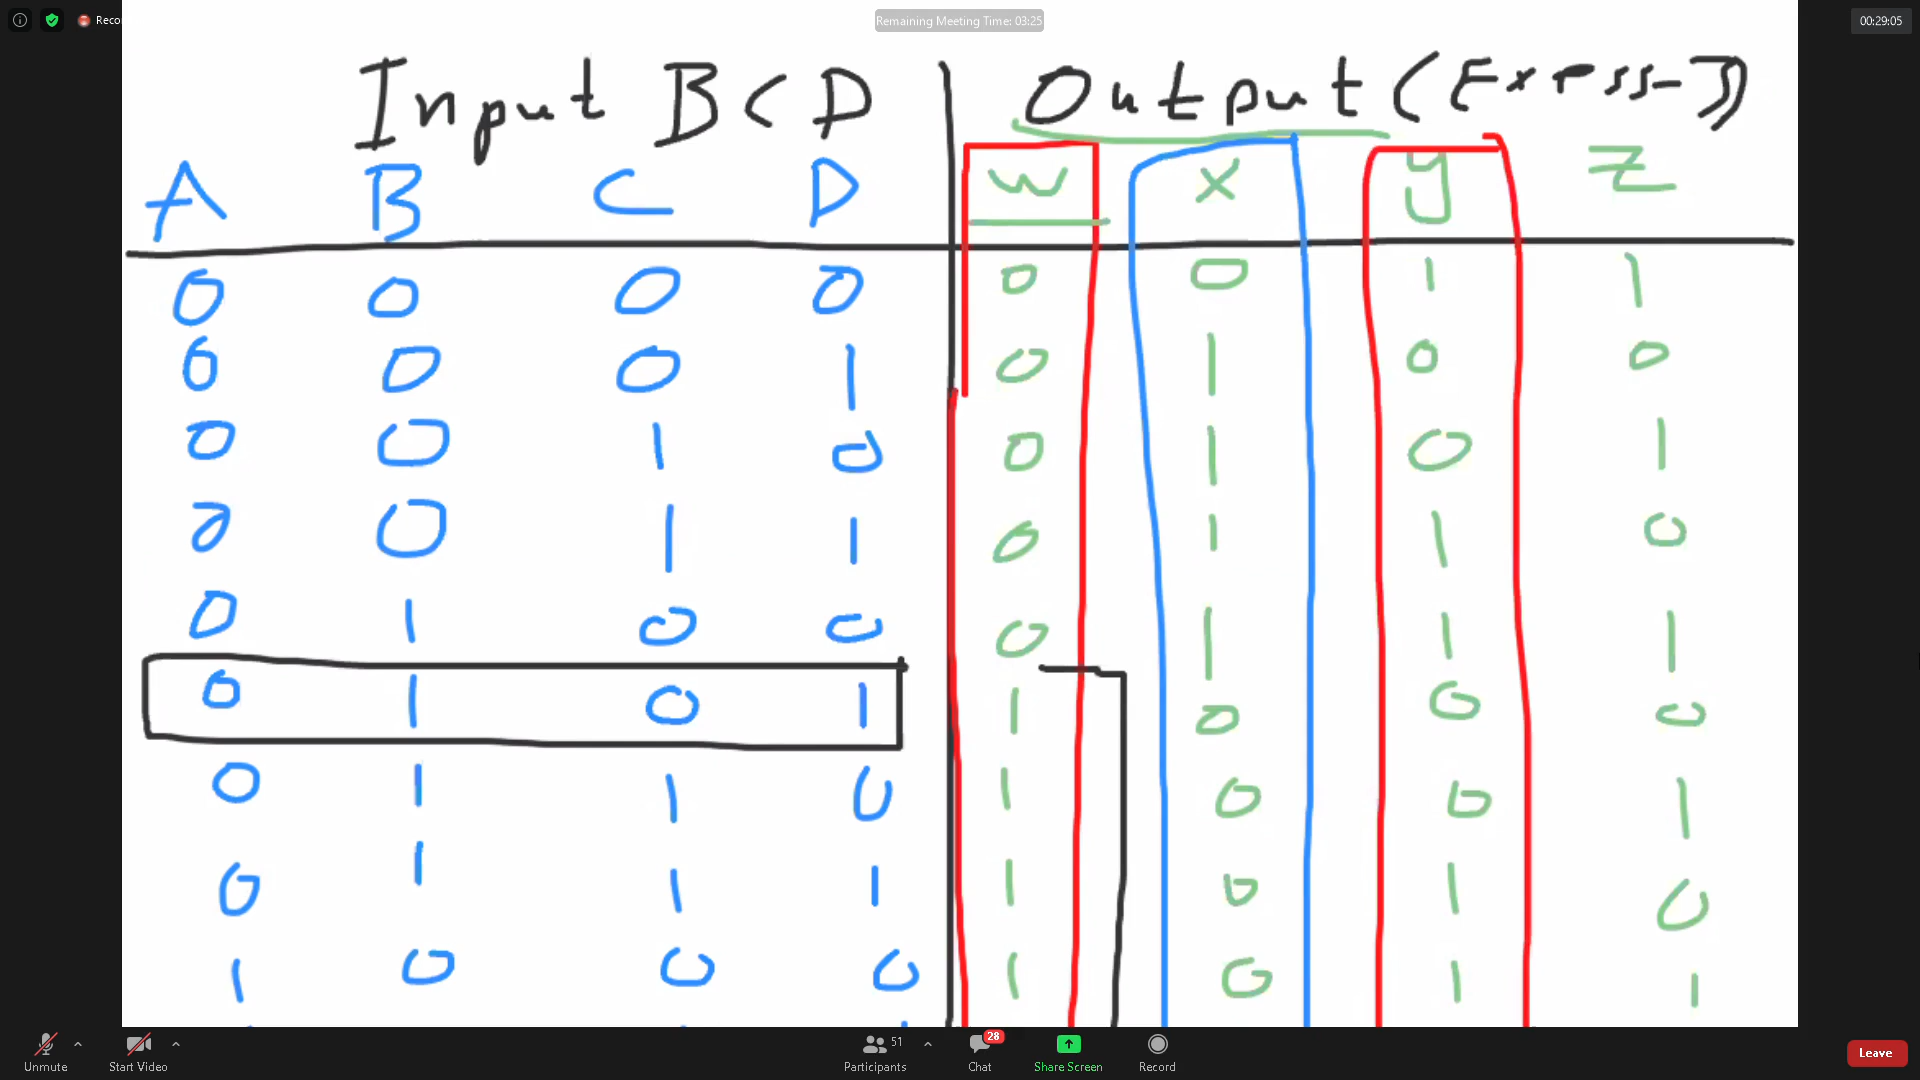 Reco
Remaining Meeting Time: 03:25
00:29:05
Input BCD Output (Exess-3)
A B C D w x y z
0 0 0 0 0 0 1 1
0 0 0 1 0 1 0 0
0 0 1 0 0 1 0 1
0 0 1 1 0 1 1 0
0 1 0 0 0 1 1 1
0 1 0 1 1 0 0 0
0 1 1 0 1 0 0 1
0 1 1 1 1 0 1 0
1 0 0 0 1 0 1 1
Unmute Start Video Participants 51 Chat 28 Share Screen Record Leave